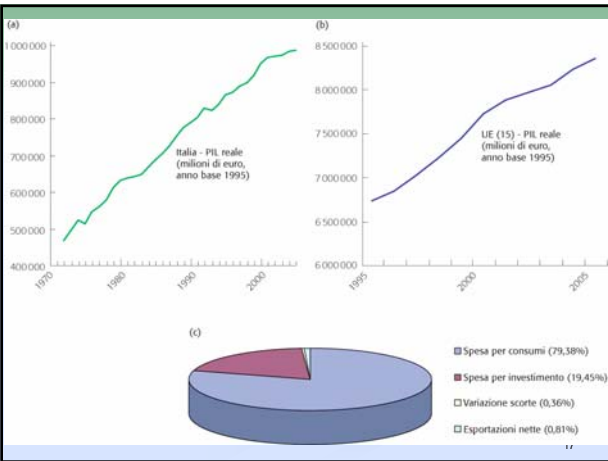 (a)
1 000 000
900 000
800 000
700 000
600 000
500 000
400 000
1970
1980
1990
2000
Italia - PIL reale
(milioni di euro,
anno base 1995)
(b)
8 500 000
8 000 000
7 500 000
7 000 000
6 500 000
6 000 000
1995
2000
2005
UE (15) - PIL reale
(milioni di euro,
anno base 1995)
(c)
Spesa per consumi (79,38%)
Spesa per investimento (19,45%)
Variazione scorte (0,36%)
Esportazioni nette (0,81%)